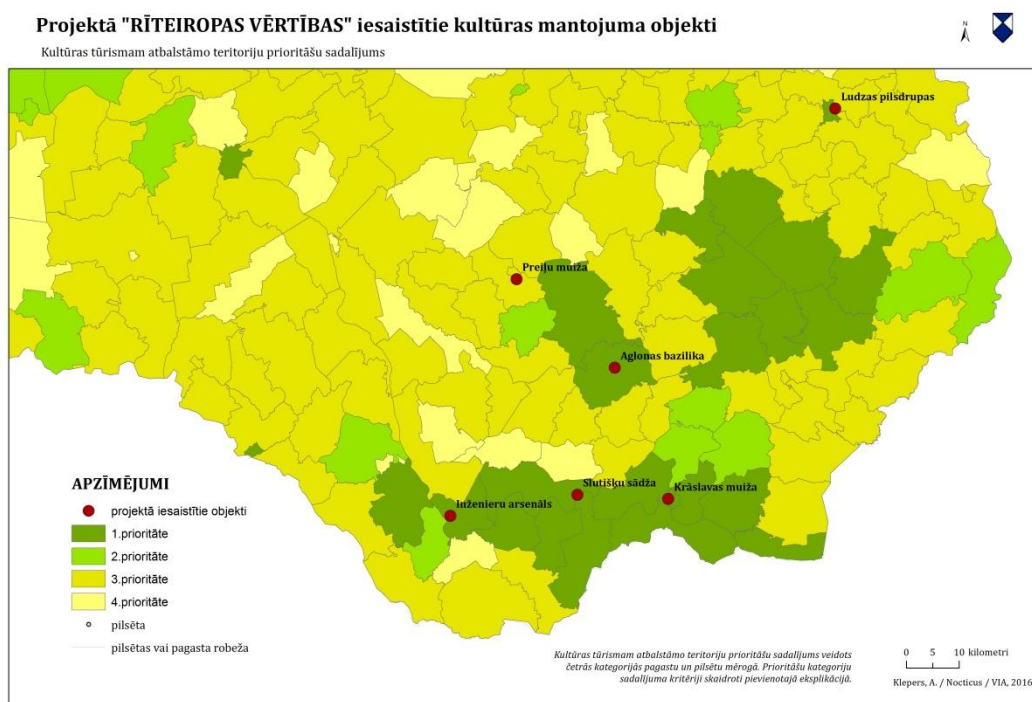 Projektā "RĪTEIROPAS VĒRTĪBAS" iesaistītie kultūras mantojuma objekti
Kultūras tūrismam atbalstāmo teritoriju prioritāšu sadalījums
N
Ludzas pilsdrupas
Preiļu muiža
Aglonas bazilika
Slutišķu sādža
Krāslavas muiža
Inženieru arsenāls
APZĪMĒJUMI
projektā iesaistītie objekti
1.prioritāte
2.prioritāte
3.prioritāte
4.prioritāte
pilsēta
pilsētas vai pagasta robeža
Kultūras tūrismam atbalstāmo teritoriju prioritāšu sadalījums veidots
četrās kategorijās pagastu un pilsētu mērogā. Prioritāšu kategoriju
sadalījuma kritēriji skaidroti pievienotajā eksplikācijā.
0 5 10 kilometri
Klepers, A. / Nocticus / VIA, 2016